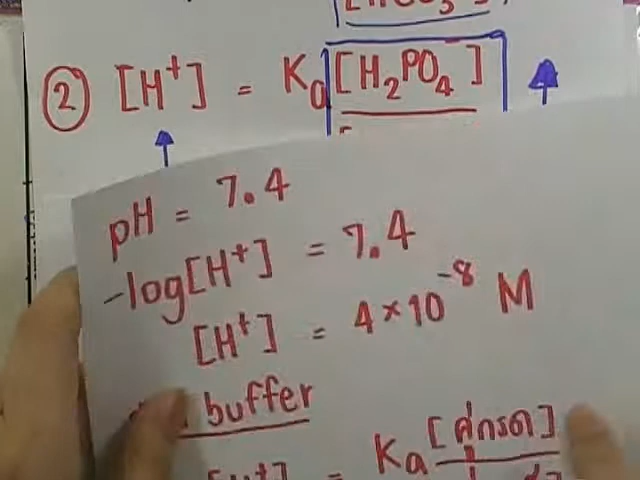 ② [H⁺] = Ka [H₂PO₄]
pH = 7.4
-log[H⁺] = 7.4
[H⁺] = 4×10⁻⁸ M
buffer
= Ka [คู่กรด]